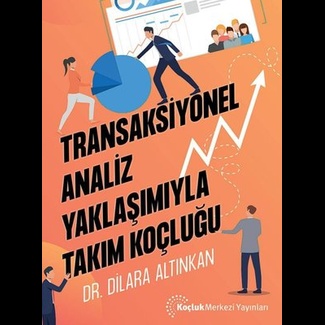 TRANSAKSİYONEL
ANALİZ
YAKLAŞIMIYLA
TAKIM KOÇLUĞU
DR. DİLARA ALTINKAN
KoçlukMerkezi Yayınları